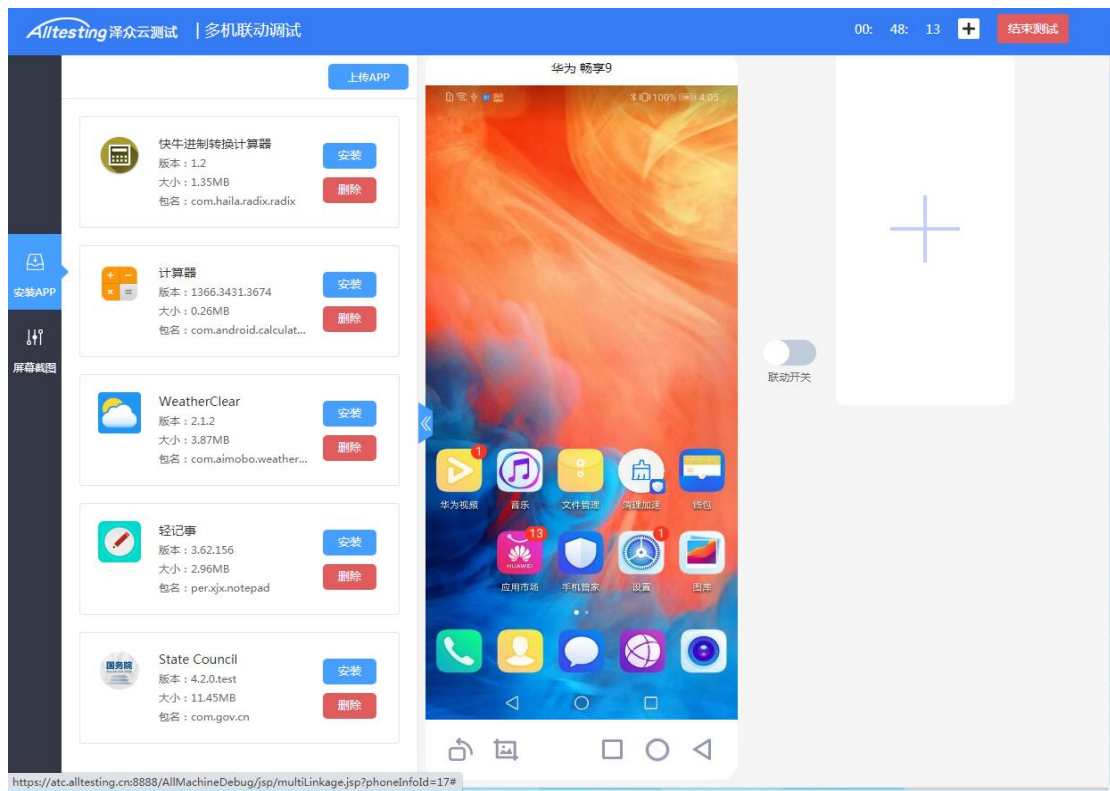 Alltesting泽众云测试 | 多机联动调试
00: 48: 13
结束测试
上传APP
安装APP
屏幕截图
快牛进制转换计算器
版本：1.2
大小：1.35MB
包名：com.haila.radix.radix
安装
删除
计算器
版本：1366.3431.3674
大小：0.26MB
包名：com.android.calculat...
安装
删除
WeatherClear
版本：2.1.2
大小：3.87MB
包名：com.aimobo.weather...
安装
删除
轻记事
版本：3.62.156
大小：2.96MB
包名：per.xjx.notepad
安装
删除
国务院
State Council
版本：4.2.0.test
大小：11.45MB
包名：com.gov.cn
安装
删除
华为 畅享9
100% 4:05
1
华为视频 音乐 文件管理 清理加速 钱包
13 1
HUAWEI
应用市场 手机管家 设置 图库
联动开关
https://atc.alltesting.cn:8888/AllMachineDebug/jsp/multiLinkage.jsp?phoneInfoId=17#